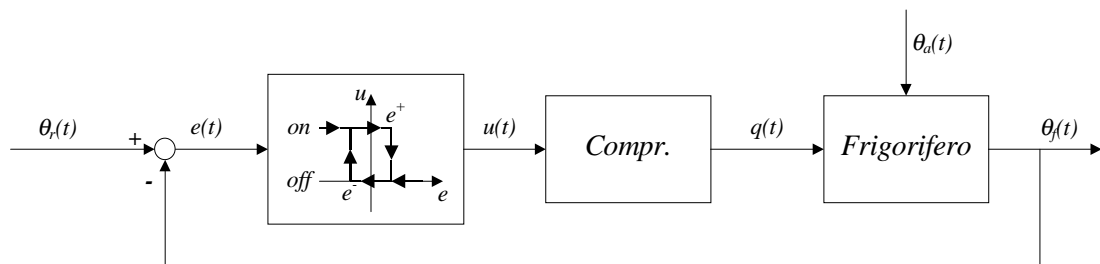 θa(t)
u
e+
θr(t)
+
e(t)
on
u(t)
Compr.
q(t)
Frigorifero
θf(t)
-
off
e-
e